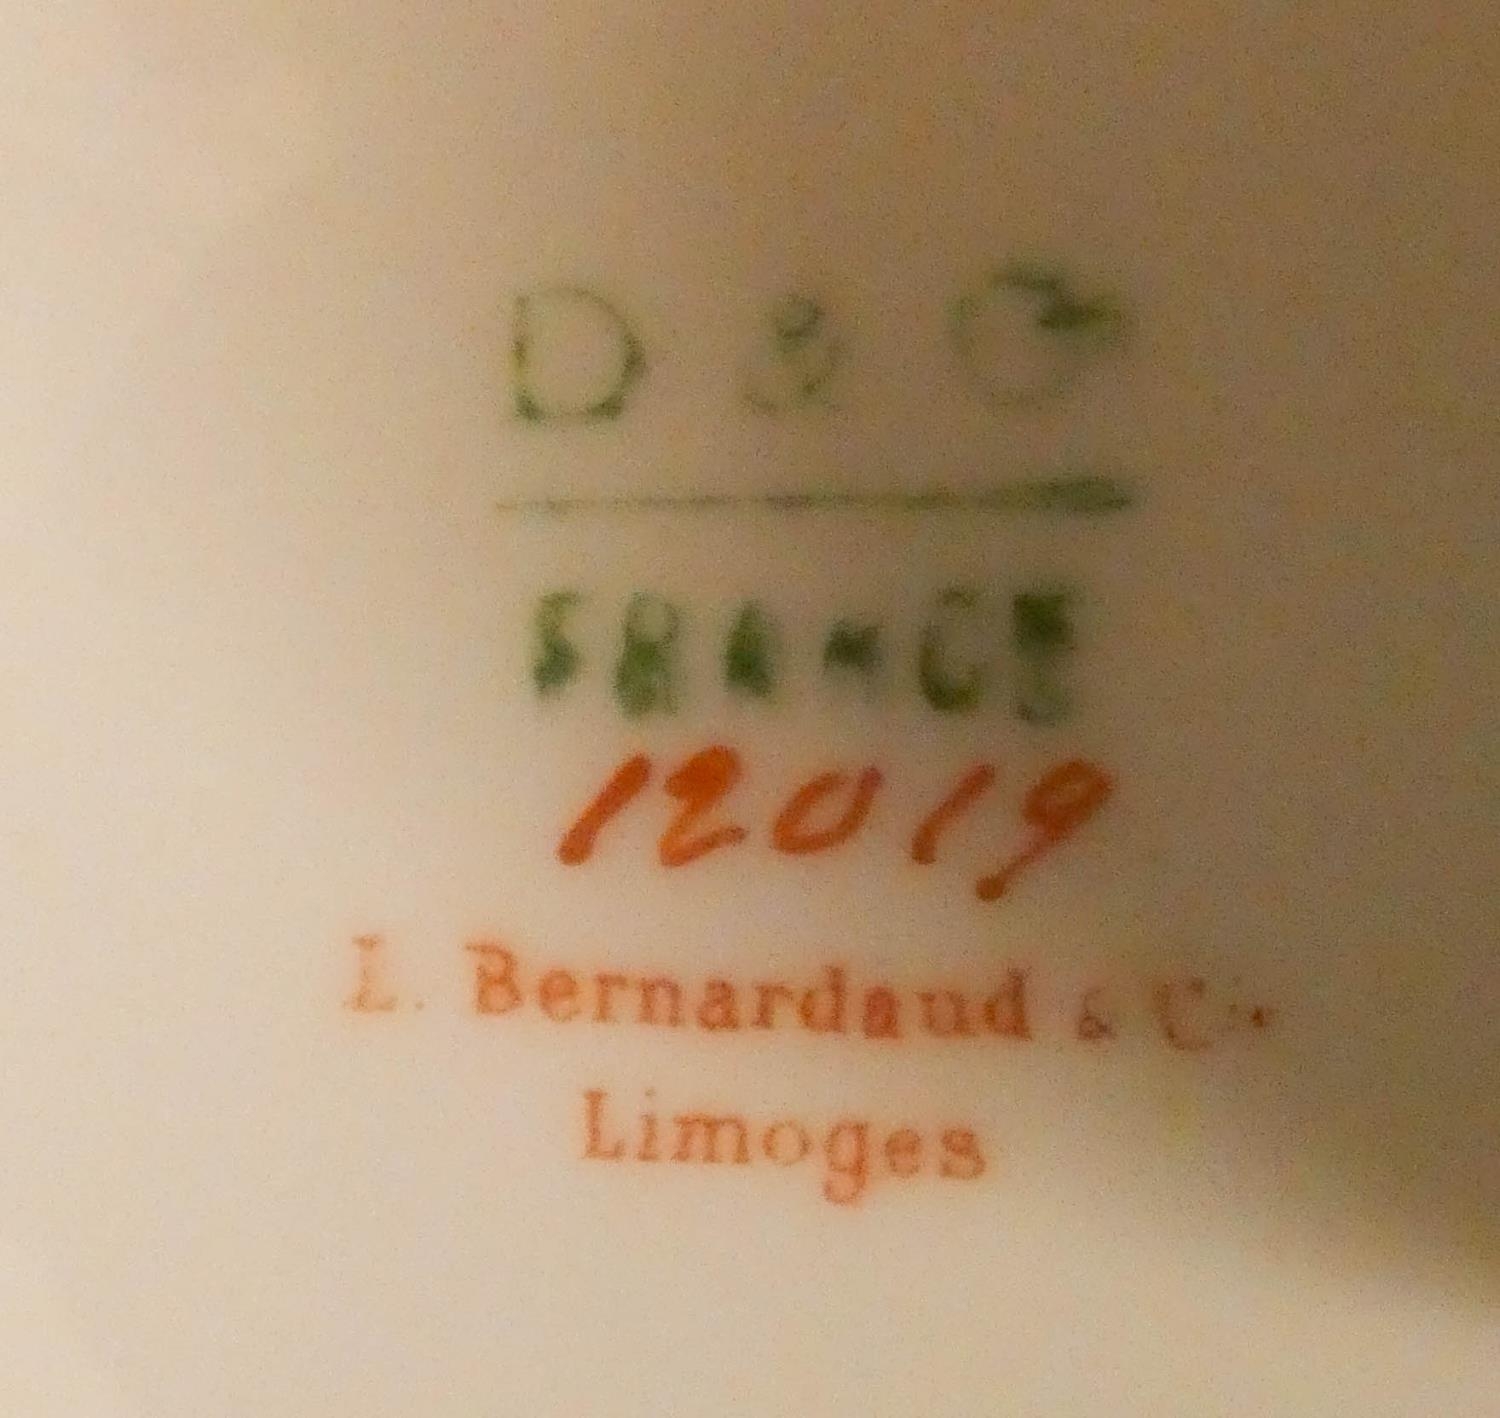 D & C
FRANCE
12019
L. Bernardaud & Cie
Limoges